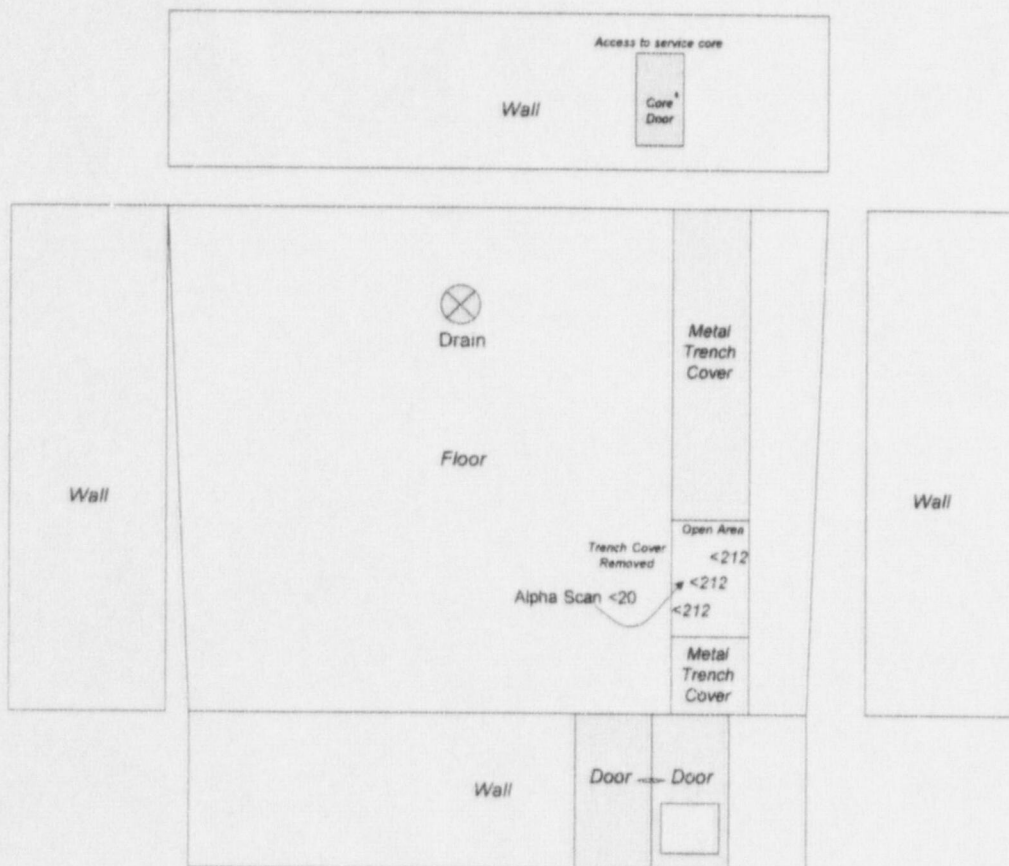 Access to service core
Wall
Core
Door
Drain
Metal
Trench
Cover
Floor
Wall
Wall
Open Area
Trench Cover
Removed
<212
Alpha Scan <20
<212
<212
Metal
Trench
Cover
Wall
Door
Door